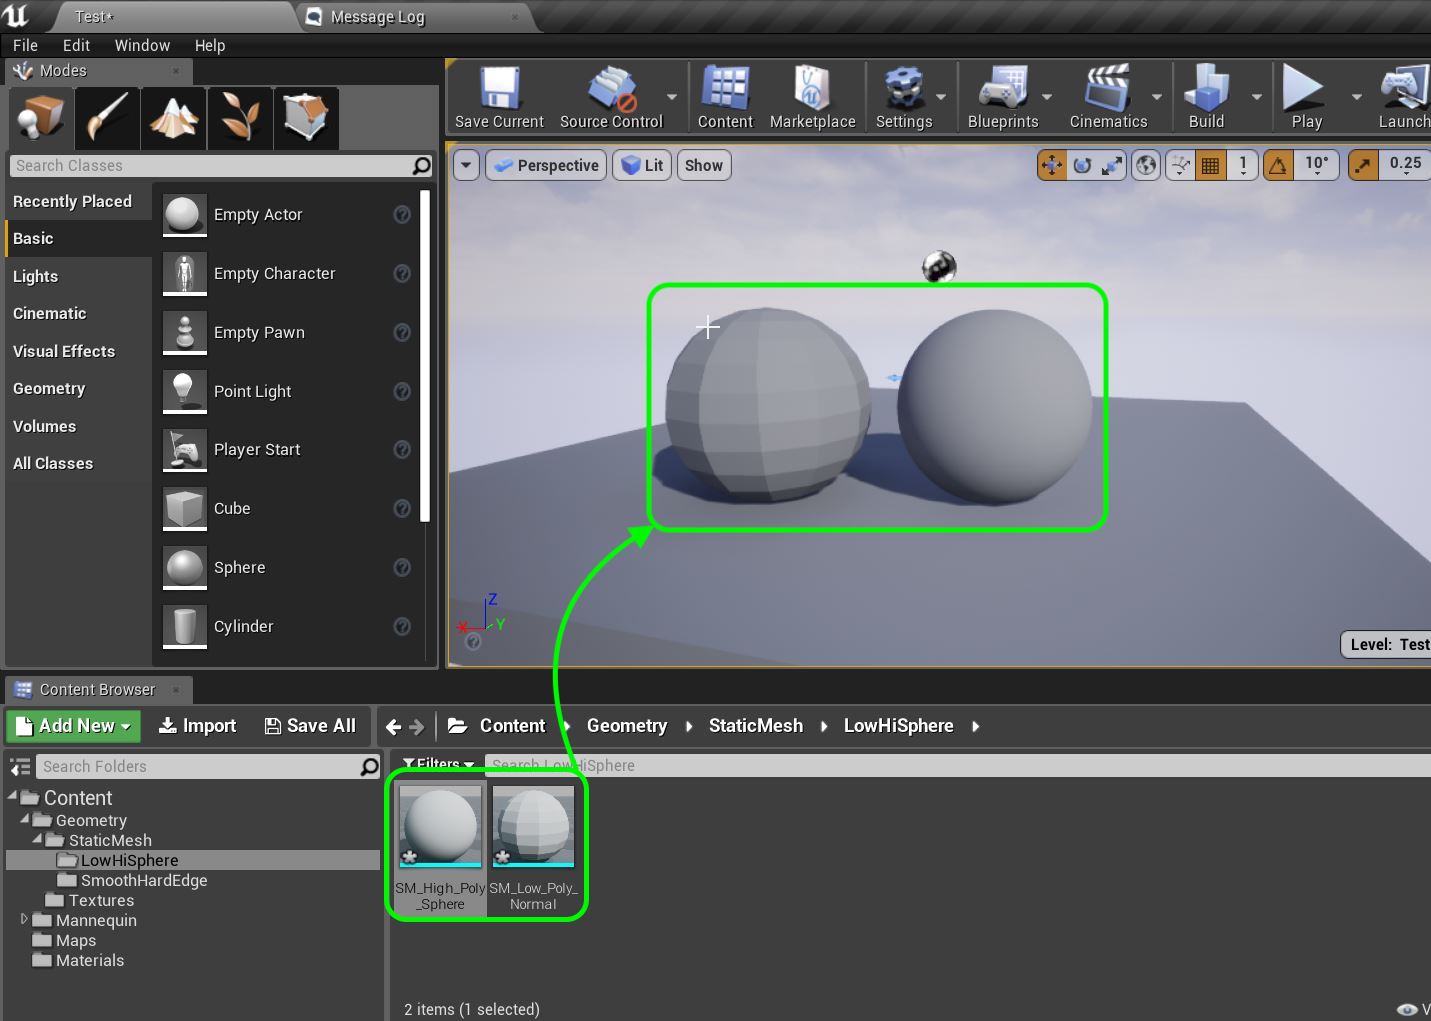 Test*
Message Log
File Edit Window Help
Modes
Save Current Source Control Content Marketplace Settings Blueprints Cinematics Build Play Launch
Search Classes
Perspective Lit Show 1 10° 0.25
Recently Placed
Basic
Lights
Cinematic
Visual Effects
Geometry
Volumes
All Classes
Empty Actor
Empty Character
Empty Pawn
Point Light
Player Start
Cube
Sphere
Cylinder
Z
X Y
Level: Test
Content Browser
Add New Import Save All Content Geometry StaticMesh LowHiSphere
Search Folders
Filters Search LowHiSphere
Content
Geometry
StaticMesh
LowHiSphere
SmoothHardEdge
Textures
Mannequin
Maps
Materials
SM_High_Poly
_Sphere
SM_Low_Poly_
Normal
2 items (1 selected)
V